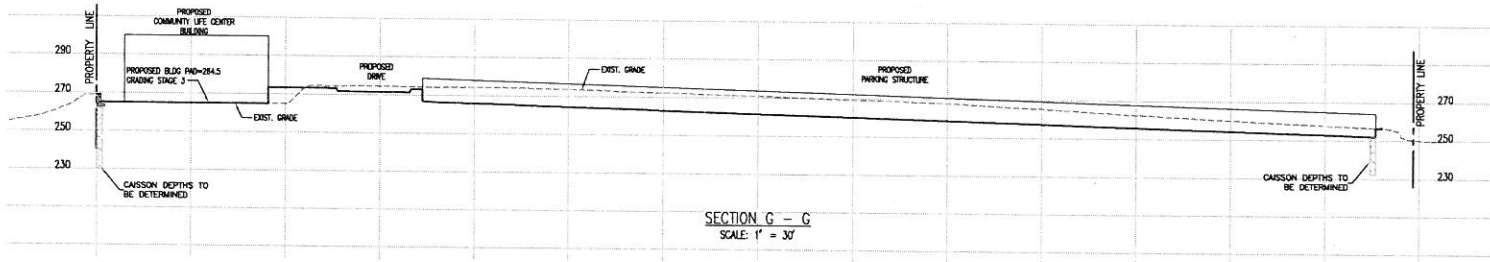 PROPERTY LINE
PROPOSED
COMMUNITY LIFE CENTER
BUILDING
290
270
250
230
PROPOSED BLDG PAD=264.5
GRADING STAGE 3
EXIST. GRADE
CAISSON DEPTHS TO
BE DETERMINED
PROPOSED
DRIVE
EXIST. GRADE
PROPOSED
PARKING STRUCTURE
PROPERTY LINE
270
250
230
CAISSON DEPTHS TO
BE DETERMINED
SECTION G - G
SCALE: 1" = 30'